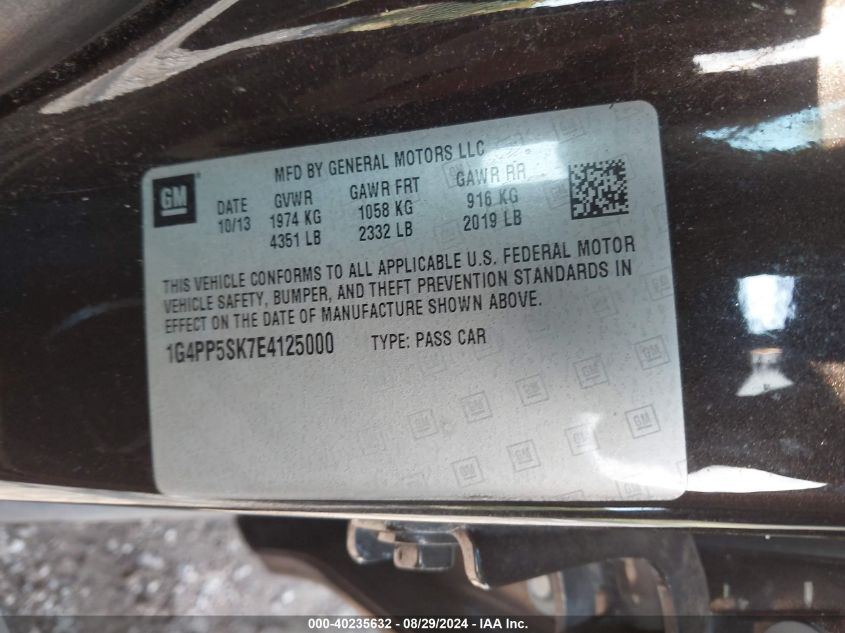 MFD BY GENERAL MOTORS LLC
GM
DATE GVWR GAWR FRT GAWR RR
10/13 1974 KG 1058 KG 916 KG
4351 LB 2332 LB 2019 LB
THIS VEHICLE CONFORMS TO ALL APPLICABLE U.S. FEDERAL MOTOR
VEHICLE SAFETY, BUMPER, AND THEFT PREVENTION STANDARDS IN
EFFECT ON THE DATE OF MANUFACTURE SHOWN ABOVE.
1G4PP5SK7E4125000 TYPE: PASS CAR
000-40235632 - 08/29/2024 - IAA Inc.